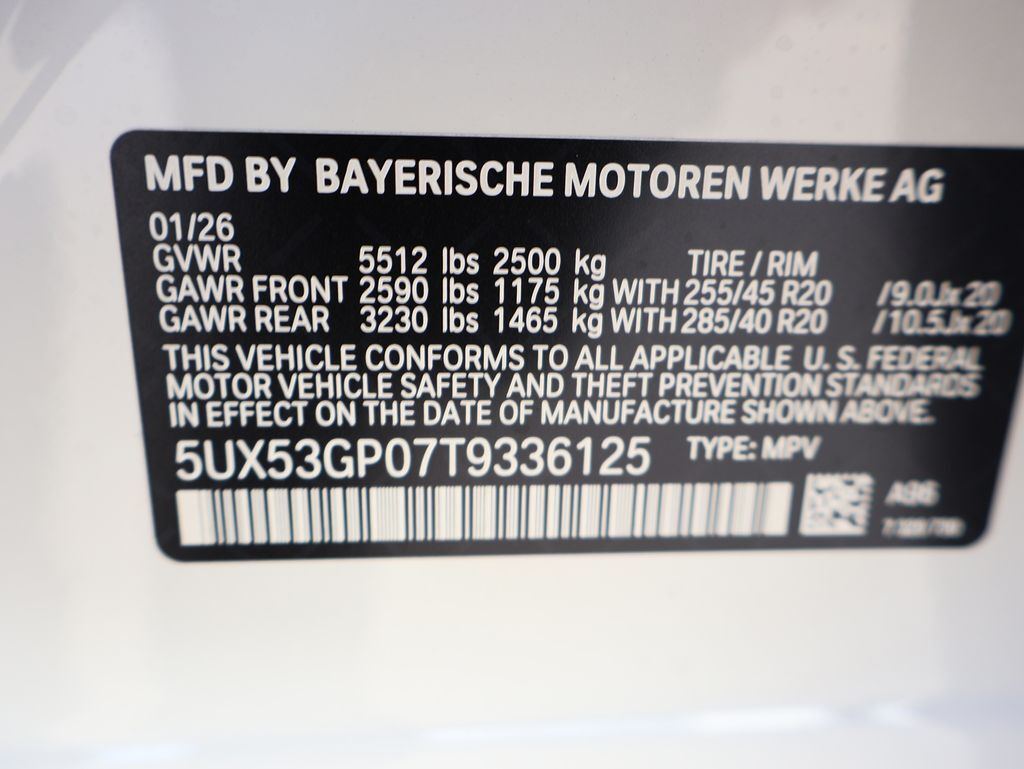 MFD BY BAYERISCHE MOTOREN WERKE AG
01/26
GVWR 5512 lbs 2500 kg TIRE / RIM
GAWR FRONT 2590 lbs 1175 kg WITH 255/45 R20 /9.0Jx20
GAWR REAR 3230 lbs 1465 kg WITH 285/40 R20 /10.5Jx20
THIS VEHICLE CONFORMS TO ALL APPLICABLE U. S. FEDERAL
MOTOR VEHICLE SAFETY AND THEFT PREVENTION STANDARDS
IN EFFECT ON THE DATE OF MANUFACTURE SHOWN ABOVE.
5UX53GP07T9336125 TYPE: MPV
A96